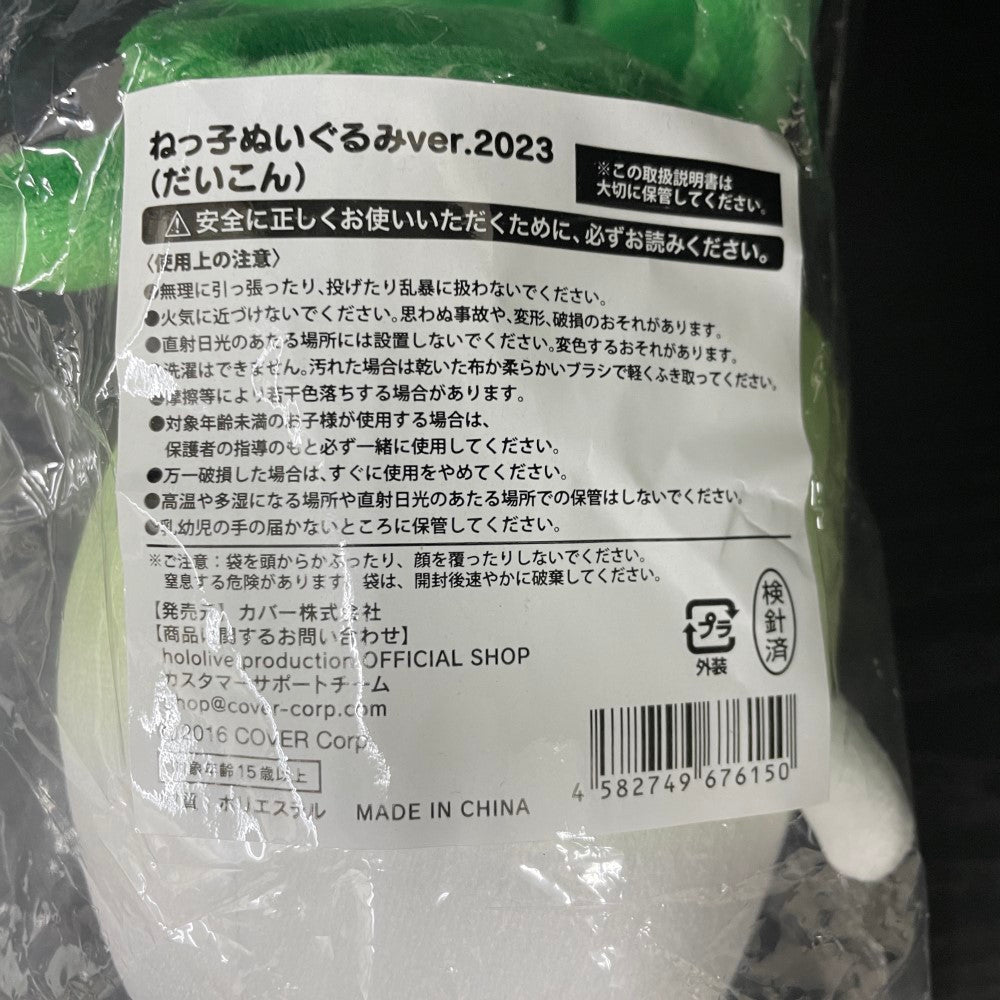 ねっ子ぬいぐるみver.2023
（だいこん）
※この取扱説明書は
大切に保管してください。
安全に正しくお使いいただくために、必ずお読みください。
〈使用上の注意〉
●無理に引っ張ったり、投げたり乱暴に扱わないでください。
●火気に近づけないでください。思わぬ事故や、変形、破損のおそれがあります。
●直射日光のあたる場所には設置しないでください。変色するおそれがあります。
●洗濯はできません。汚れた場合は乾いた布か柔らかいブラシで軽くふき取ってください。
●摩擦等により若干色落ちする場合があります。
●対象年齢未満のお子様が使用する場合は、
保護者の指導のもと必ず一緒に使用してください。
●万一破損した場合は、すぐに使用をやめてください。
●高温や多湿になる場所や直射日光のあたる場所での保管はしないでください。
●乳幼児の手の届かないところに保管してください。
※ご注意：袋を頭からかぶったり、顔を覆ったりしないでください。
窒息する危険があります。袋は、開封後速やかに破棄してください。
【発売元】カバー株式会社
【商品に関するお問い合わせ】
hololive production OFFICIAL SHOP
カスタマーサポートチーム
shop@cover-corp.com
©2016 COVER Corp.
対象年齢15歳以上
材質 ポリエステル MADE IN CHINA
プラ
外装
検針済
4 582749 676150